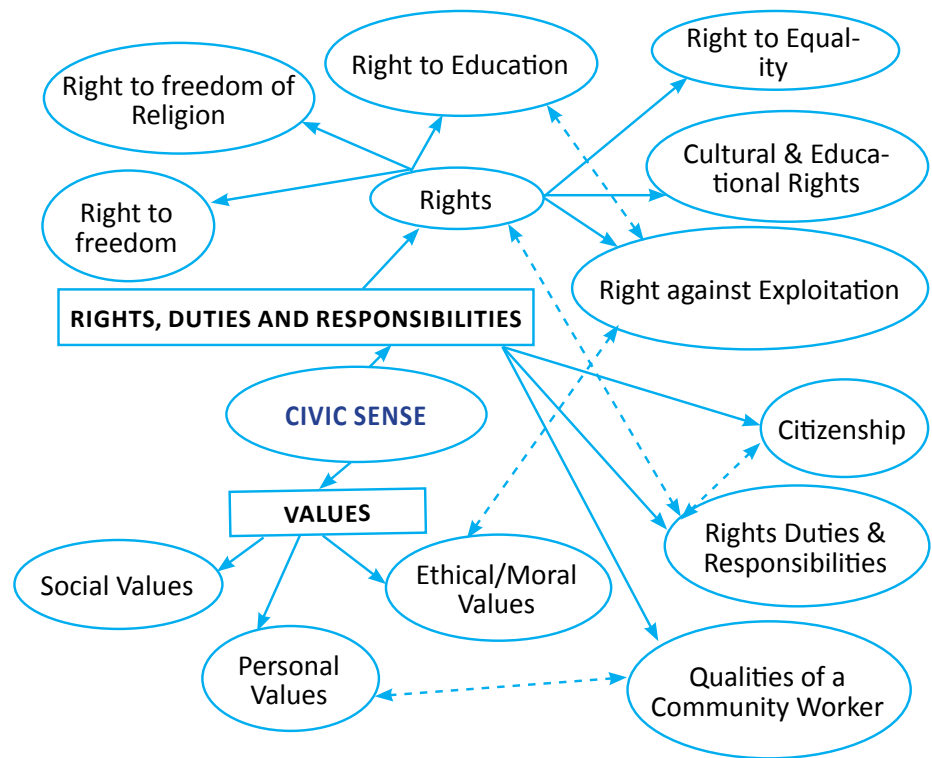 Right to Education
Right to Equal-
ity
Right to freedom of
Religion
Cultural & Educa-
tional Rights
Rights
Right to
freedom
Right against Exploitation
RIGHTS, DUTIES AND RESPONSIBILITIES
CIVIC SENSE
Citizenship
VALUES
Rights Duties &
Responsibilities
Social Values
Ethical/Moral
Values
Personal
Values
Qualities of a
Community Worker